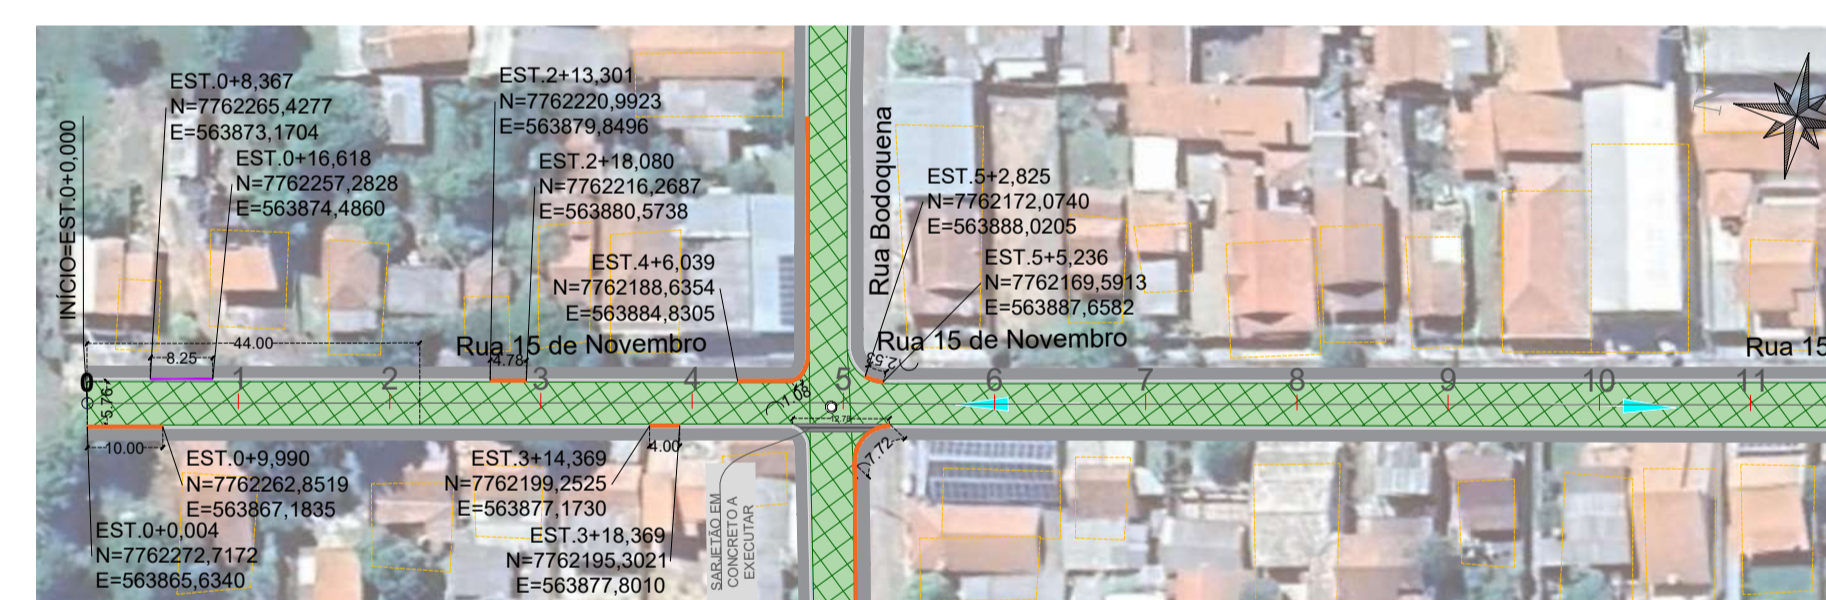 INÍCIO=EST.0+0,000
EST.0+8,367
N=7762265,4277
E=563873,1704
EST.0+16,618
N=7762257,2828
E=563874,4860
EST.2+13,301
N=7762220,9923
E=563879,8496
EST.2+18,080
N=7762216,2687
E=563880,5738
EST.4+6,039
N=7762188,6354
E=563884,8305
Rua Bodoquena
EST.5+2,825
N=7762172,0740
E=563888,0205
EST.5+5,236
N=7762169,5913
E=563887,6582
44.00
8.25
Rua 15 de Novembro
4.78
Rua 15 de Novembro
2.53
Rua 15
0
1
2
3
4
5
6
7
8
9
10
11
5.76
12.79
10.00
4.00
7.72
EST.0+9,990
N=7762262,8519
E=563867,1835
EST.0+0,004
N=7762272,7172
E=563865,6340
EST.3+14,369
N=7762199,2525
E=563877,1730
EST.3+18,369
N=7762195,3021
E=563877,8010
SARJETÃO EM
CONCRETO A
EXECUTAR